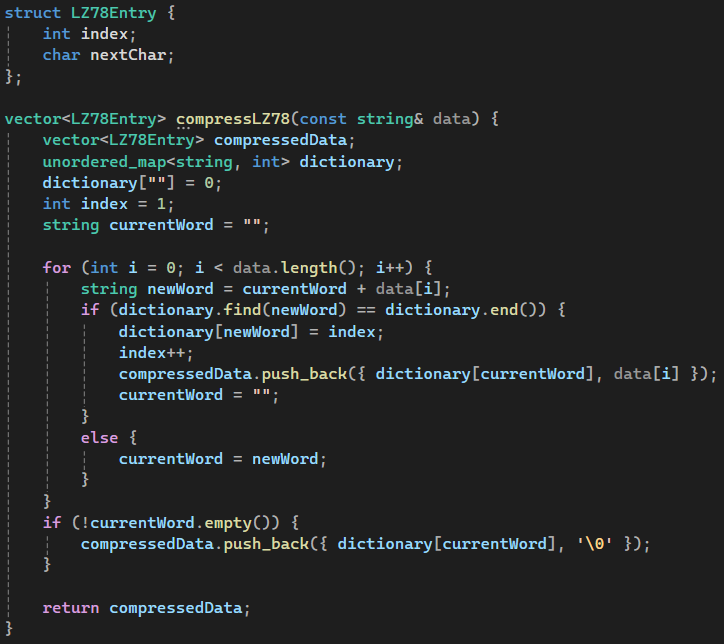 struct LZ78Entry {
    int index;
    char nextChar;
};

vector<LZ78Entry> compressLZ78(const string& data) {
    vector<LZ78Entry> compressedData;
    unordered_map<string, int> dictionary;
    dictionary[""] = 0;
    int index = 1;
    string currentWord = "";

    for (int i = 0; i < data.length(); i++) {
        string newWord = currentWord + data[i];
        if (dictionary.find(newWord) == dictionary.end()) {
            dictionary[newWord] = index;
            index++;
            compressedData.push_back({ dictionary[currentWord], data[i] });
            currentWord = "";
        }
        else {
            currentWord = newWord;
        }
    }
    if (!currentWord.empty()) {
        compressedData.push_back({ dictionary[currentWord], '\0' });
    }

    return compressedData;
}